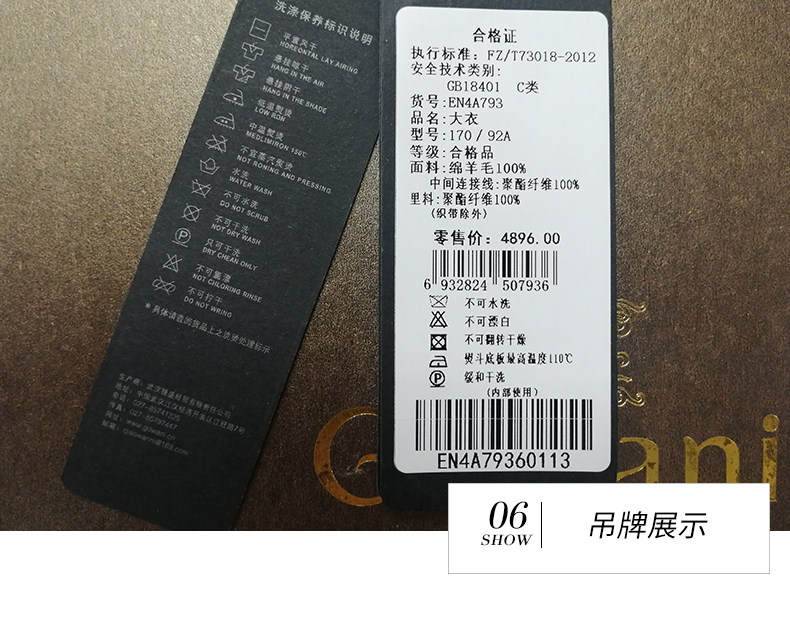 洗涤保养标识说明
平置风干
HOREONTAL LAY AIRING
悬挂晾干
HANG IN THE AIR
悬挂阴干
HANG IN THE SHADE
低温熨烫
LOW RON
中温熨烫
MEDLIMIRON 150℃
不宜蒸汽熨烫
NOT RONING AND PRESSING
水洗
WATER WASH
不可水洗
DO NOT SCRUB
不可干洗
NOT DRY WASH
只可干洗
DRY CHEAN ONLY
不可氯漂
NOT CHLORING RINSE
不可拧干
DO NOT WRING
合格证
执行标准: FZ/T73018-2012
安全技术类别:
GB18401 C类
货号:EN4A793
品名:大衣
型号:170/92A
等级:合格品
面料:绵羊毛100%
中间连接线:聚酯纤维100%
里料:聚酯纤维100%
(织带除外)
零售价: 4896.00
6 932824 507936
不可水洗
不可漂白
不可翻转干燥
熨斗底板最高温度110℃
缓和干洗
(内部使用)
EN4A79360113
ani
06
SHOW
吊牌展示